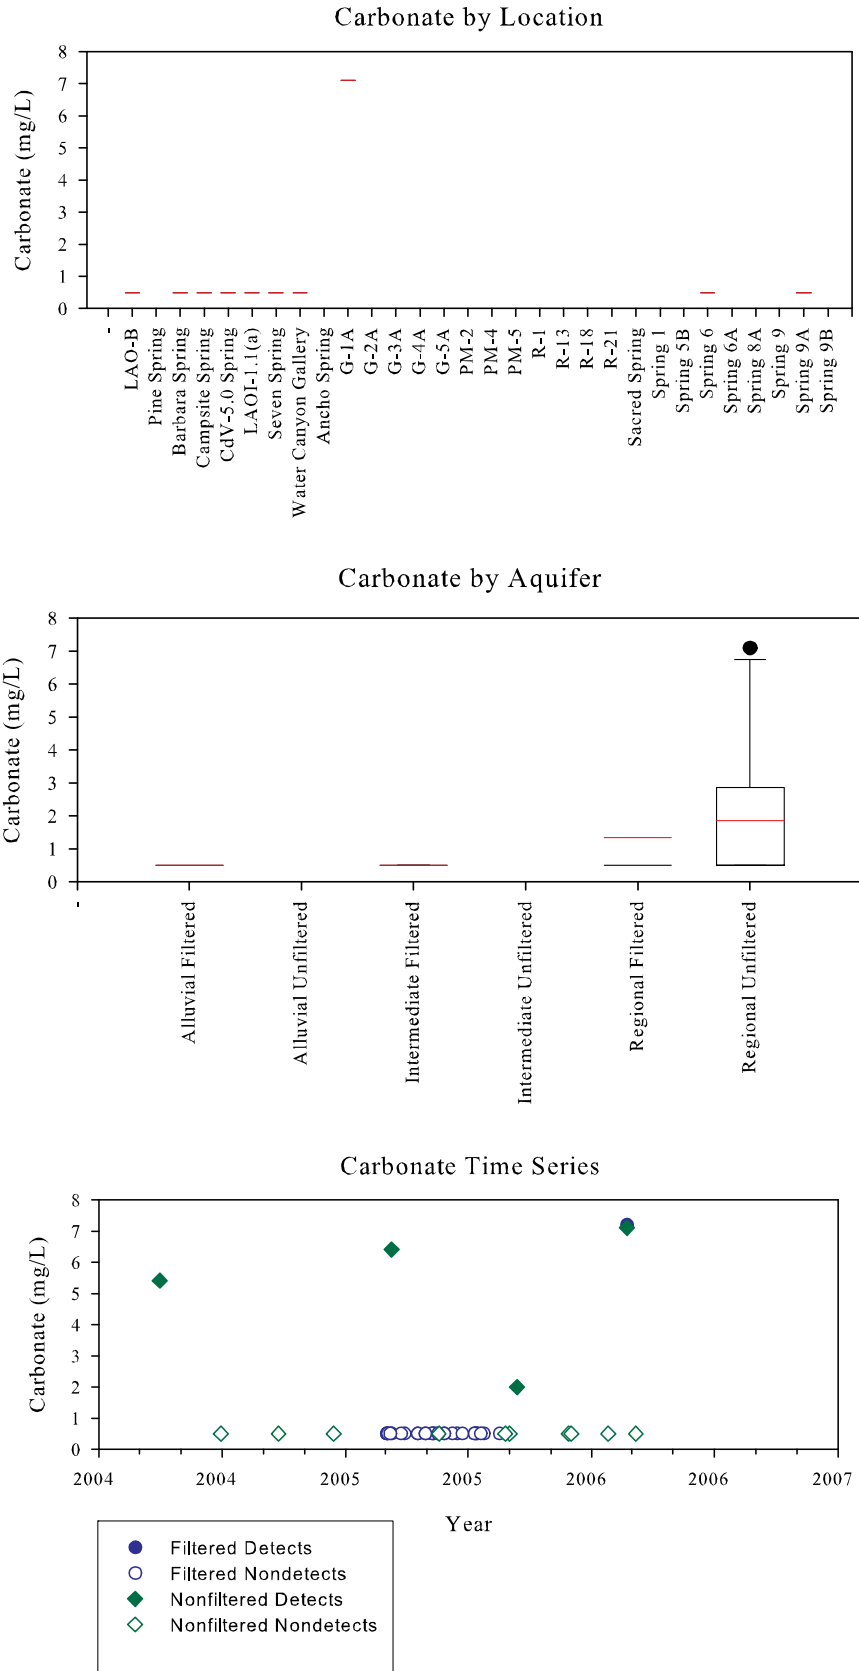 Carbonate by Location
Carbonate (mg/L)
8
7
6
5
4
3
2
1
0
-
LAO-B
Pine Spring
Barbara Spring
Campsite Spring
CdV-5.0 Spring
LAOI-1.1(a)
Seven Spring
Water Canyon Gallery
Ancho Spring
G-1A
G-2A
G-3A
G-4A
G-5A
PM-2
PM-4
PM-5
R-1
R-13
R-18
R-21
Sacred Spring
Spring 1
Spring 5B
Spring 6
Spring 6A
Spring 8A
Spring 9
Spring 9A
Spring 9B
Carbonate by Aquifer
Carbonate (mg/L)
8
7
6
5
4
3
2
1
0
-
Alluvial Filtered
Alluvial Unfiltered
Intermediate Filtered
Intermediate Unfiltered
Regional Filtered
Regional Unfiltered
Carbonate Time Series
Carbonate (mg/L)
8
7
6
5
4
3
2
1
0
2004 2004 2005 2005 2006 2006 2007
Year
Filtered Detects
Filtered Nondetects
Nonfiltered Detects
Nonfiltered Nondetects